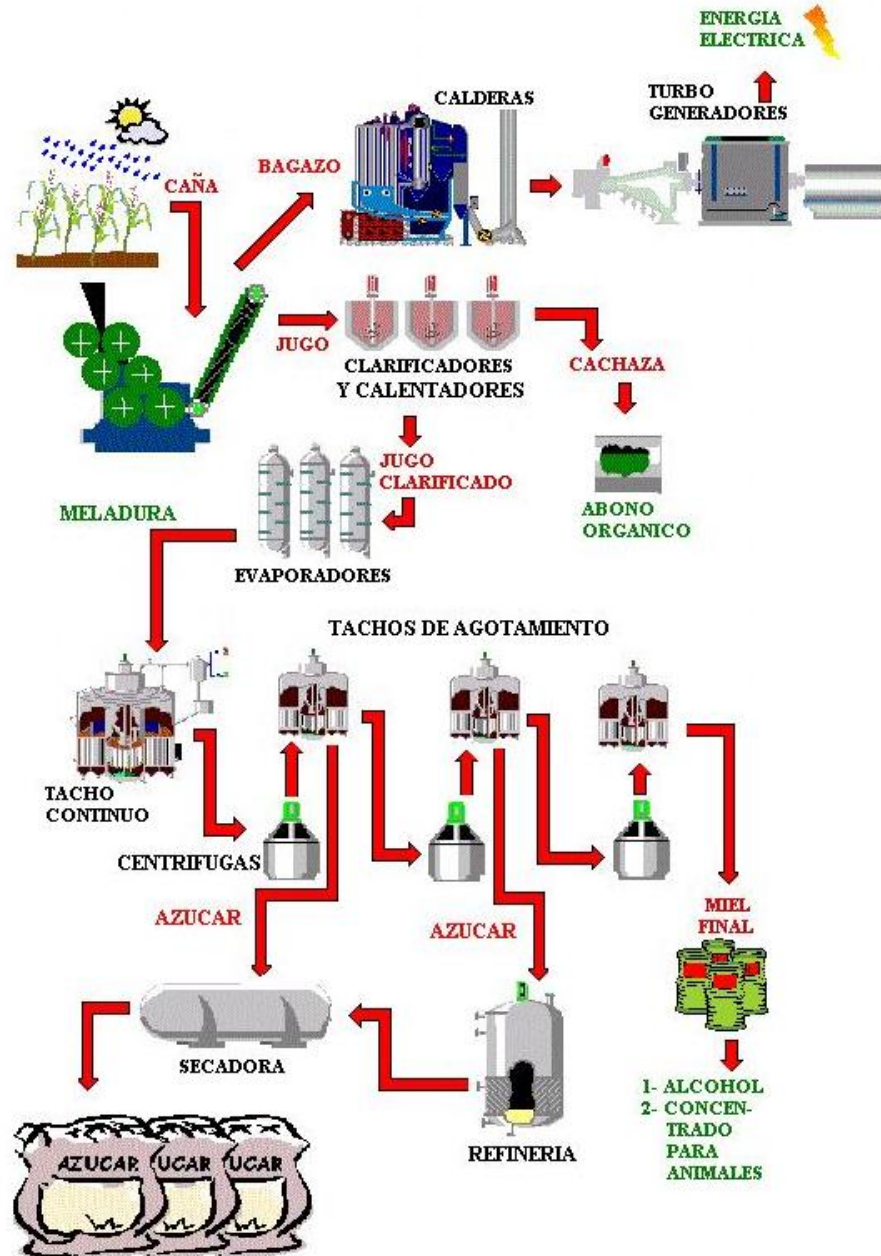 ENERGIA
ELECTRICA
TURBO
GENERADORES
CALDERAS
BAGAZO
CAÑA
JUGO
CLARIFICADORES
Y CALENTADORES
CACHAZA
JUGO
CLARIFICADO
ABONO
ORGANICO
MELADURA
EVAPORADORES
TACHOS DE AGOTAMIENTO
TACHO
CONTINUO
CENTRIFUGAS
AZUCAR
AZUCAR
MIEL
FINAL
SECADORA
REFINERIA
1- ALCOHOL
2- CONCEN-
TRADO
PARA
ANIMALES
AZUCAR UCAR UCAR